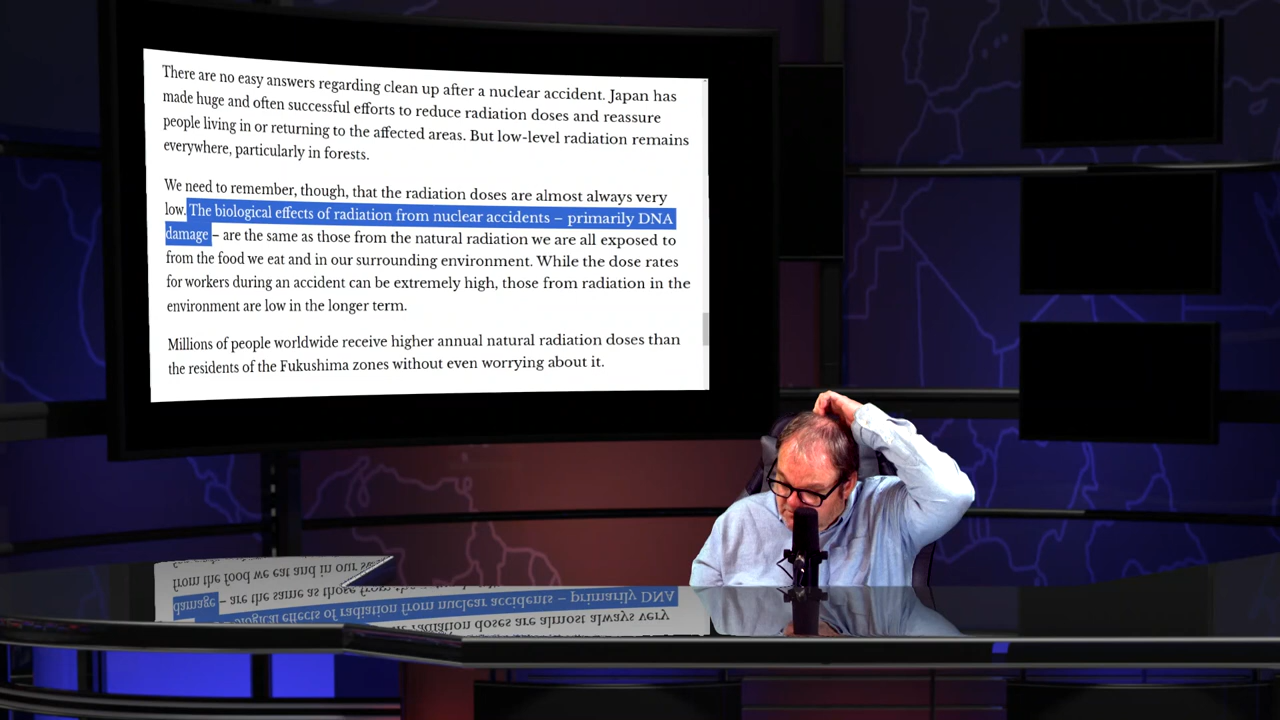 There are no easy answers regarding clean up after a nuclear accident. Japan has
made huge and often successful efforts to reduce radiation doses and reassure
people living in or returning to the affected areas. But low-level radiation remains
everywhere, particularly in forests.
We need to remember, though, that the radiation doses are almost always very
low. The biological effects of radiation from nuclear accidents – primarily DNA
damage – are the same as those from the natural radiation we are all exposed to
from the food we eat and in our surrounding environment. While the dose rates
for workers during an accident can be extremely high, those from radiation in the
environment are low in the longer term.
Millions of people worldwide receive higher annual natural radiation doses than
the residents of the Fukushima zones without even worrying about it.